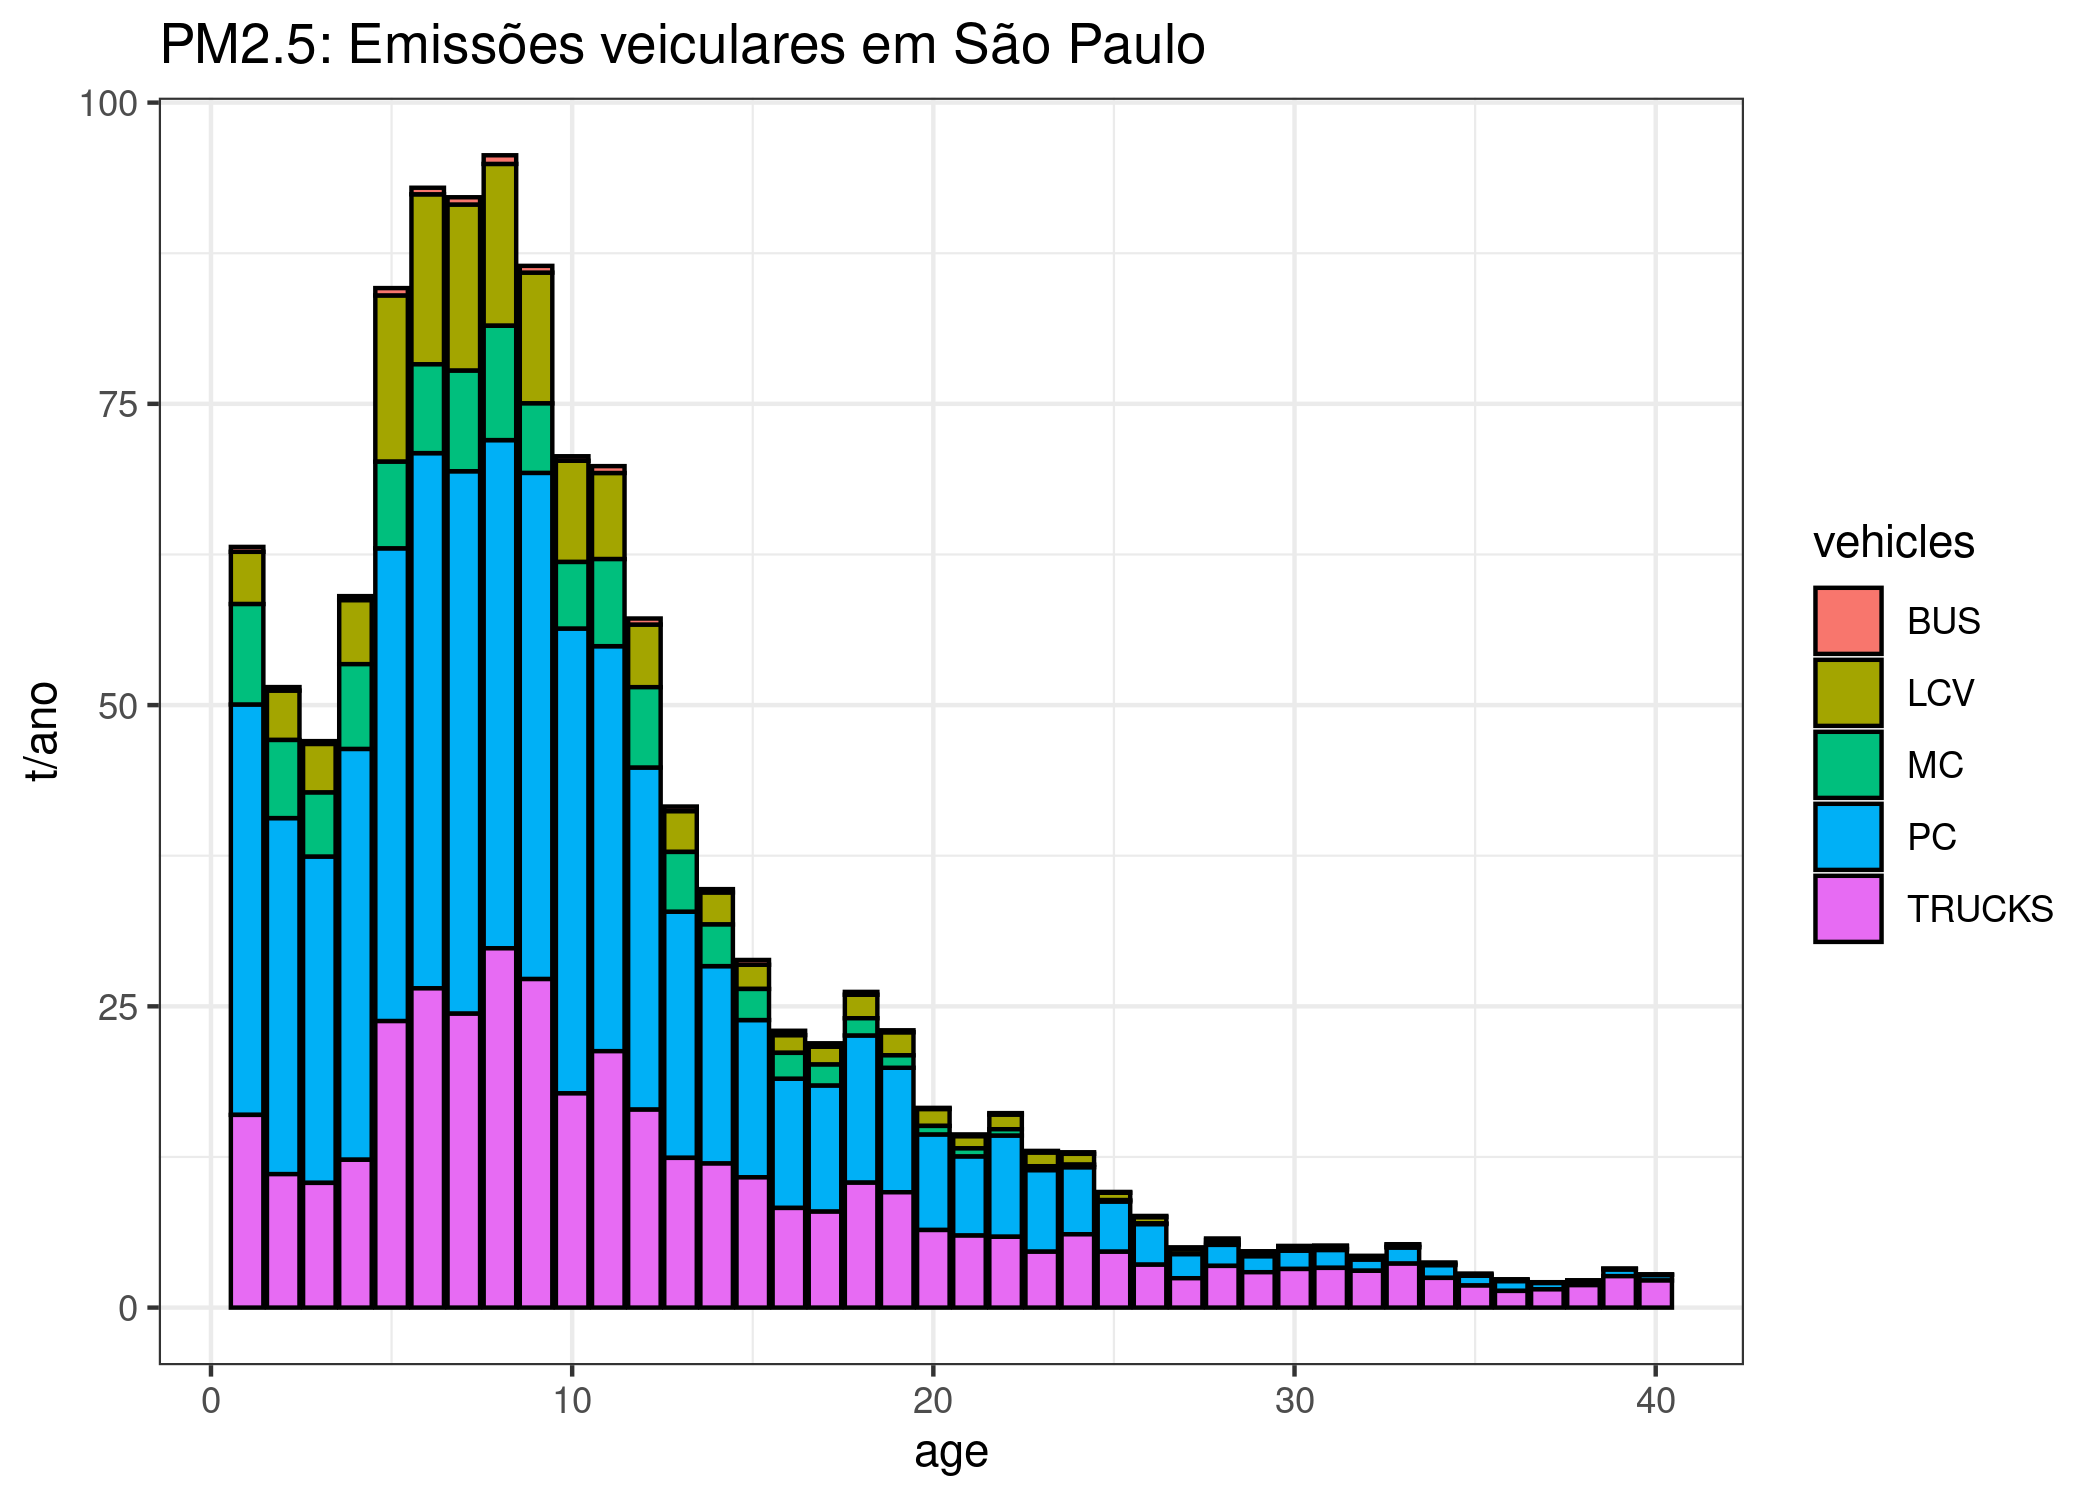 PM2.5: Emissões veiculares em São Paulo
100
75
50
25
0
t/ano
0 10 20 30 40
age
vehicles
BUS
LCV
MC
PC
TRUCKS